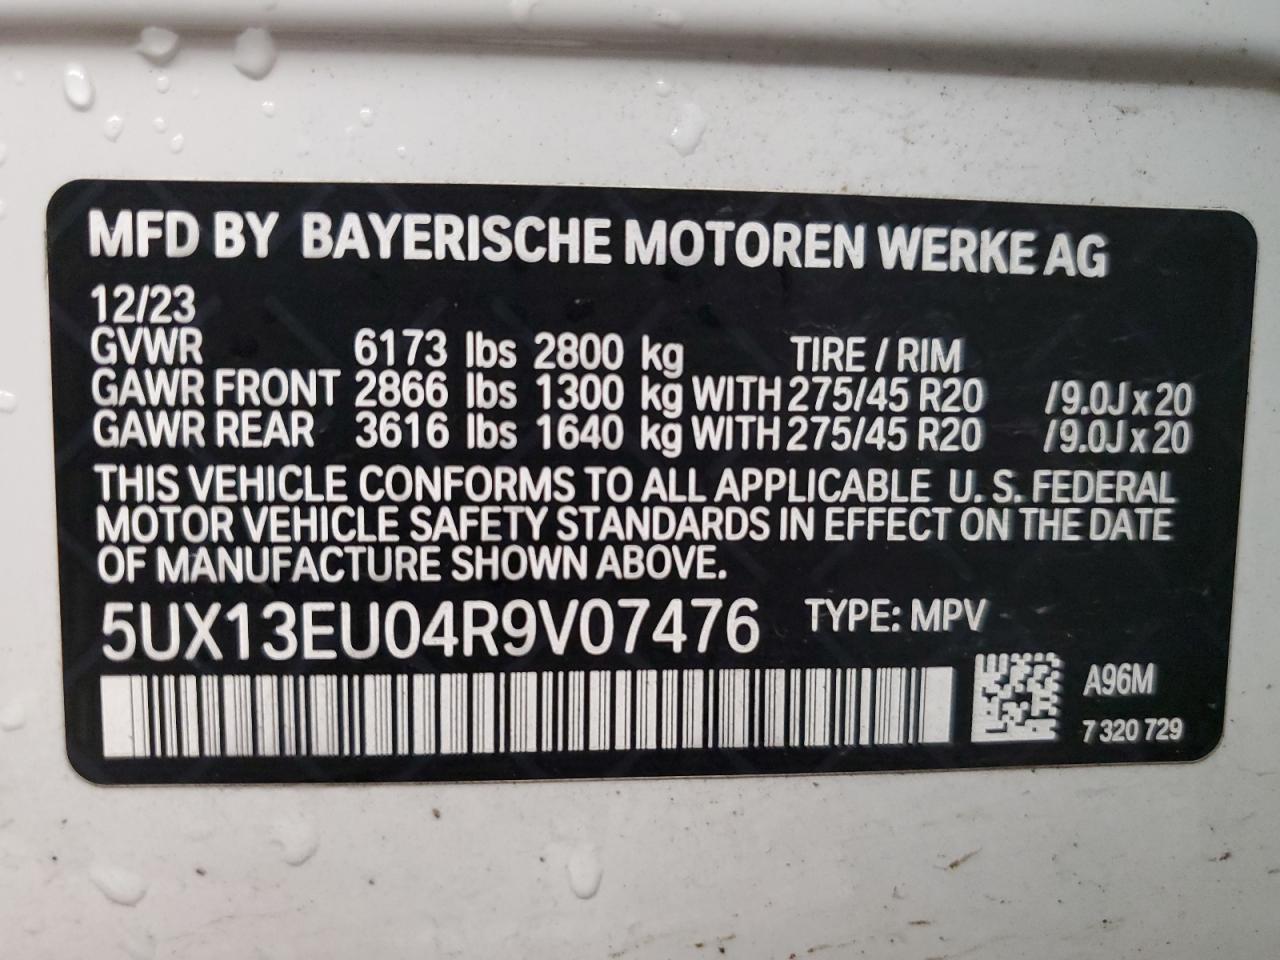 MFD BY BAYERISCHE MOTOREN WERKE AG
12/23
GVWR 6173 lbs 2800 kg TIRE / RIM
GAWR FRONT 2866 lbs 1300 kg WITH 275/45 R20 /9.0J x 20
GAWR REAR 3616 lbs 1640 kg WITH 275/45 R20 /9.0J x 20
THIS VEHICLE CONFORMS TO ALL APPLICABLE U. S. FEDERAL
MOTOR VEHICLE SAFETY STANDARDS IN EFFECT ON THE DATE
OF MANUFACTURE SHOWN ABOVE.
5UX13EU04R9V07476 TYPE: MPV
A96M
7 320 729